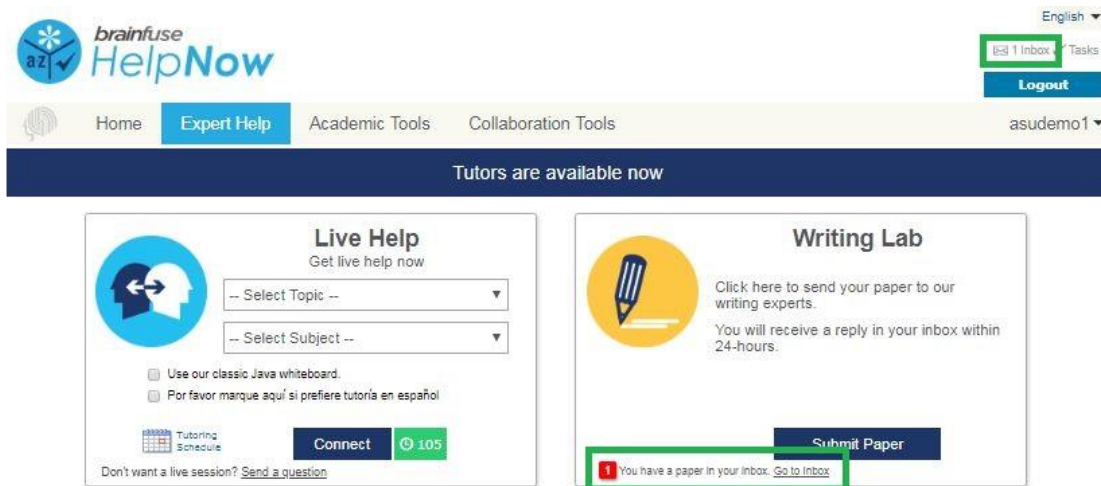 English
az
brainfuse
HelpNow
1 Inbox Tasks
Logout
Home Expert Help Academic Tools Collaboration Tools asudemo1
Tutors are available now
Live Help
Get live help now
-- Select Topic --
-- Select Subject --
Use our classic Java whiteboard.
Por favor marque aquí si prefiere tutoría en español
Tutoring
Schedule
Connect
105
Don't want a live session? Send a question
Writing Lab
Click here to send your paper to our
writing experts.
You will receive a reply in your inbox within
24-hours.
Submit Paper
1 You have a paper in your inbox. Go to Inbox